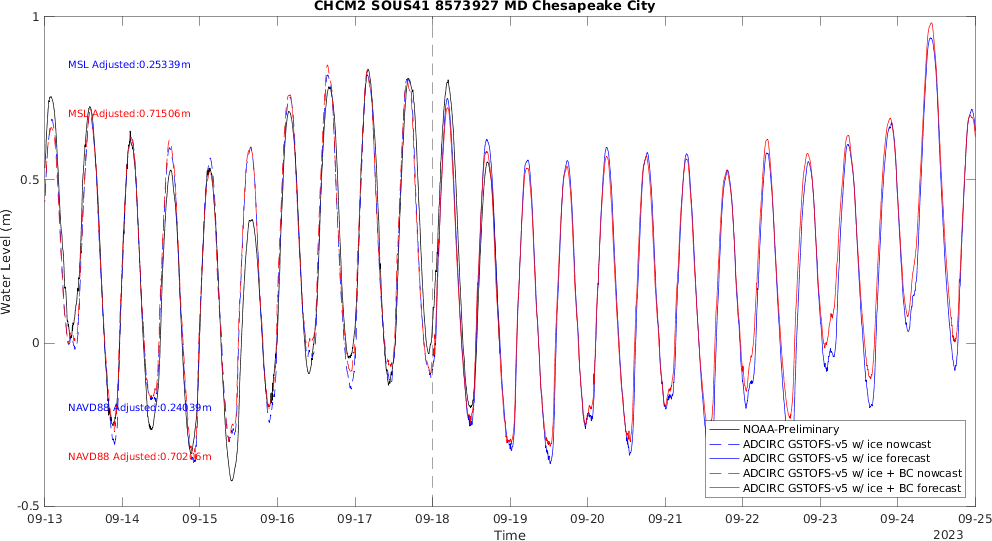 CHCM2 SOUS41 8573927 MD Chesapeake City
1
MSL Adjusted:0.25339m
MSL Adjusted:0.71506m
0.5
Water Level (m)
0
NAVD88 Adjusted:0.24039m
NAVD88 Adjusted:0.70206m
-0.5
NOAA-Preliminary
ADCIRC GSTOFS-v5 w/ ice nowcast
ADCIRC GSTOFS-v5 w/ ice forecast
ADCIRC GSTOFS-v5 w/ ice + BC nowcast
ADCIRC GSTOFS-v5 w/ ice + BC forecast
09-13 09-14 09-15 09-16 09-17 09-18 09-19 09-20 09-21 09-22 09-23 09-24 09-25
Time
2023